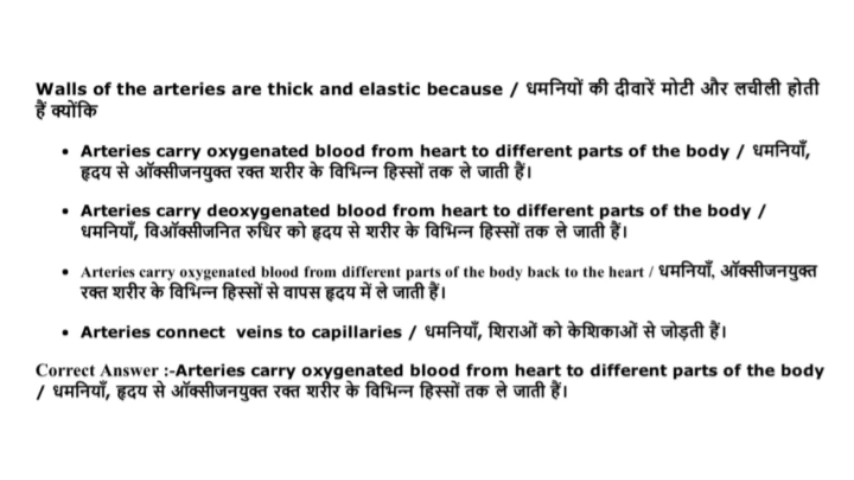 Walls of the arteries are thick and elastic because / धमनियों की दीवारें मोटी और लचीली होती
हैं क्योंकि
• Arteries carry oxygenated blood from heart to different parts of the body / धमनियाँ,
हृदय से ऑक्सीजनयुक्त रक्त शरीर के विभिन्न हिस्सों तक ले जाती हैं।
• Arteries carry deoxygenated blood from heart to different parts of the body /
धमनियाँ, विऑक्सीजनित रुधिर को हृदय से शरीर के विभिन्न हिस्सों तक ले जाती हैं।
• Arteries carry oxygenated blood from different parts of the body back to the heart / धमनियाँ, ऑक्सीजनयुक्त
रक्त शरीर के विभिन्न हिस्सों से वापस हृदय में ले जाती हैं।
• Arteries connect veins to capillaries / धमनियाँ, शिराओं को केशिकाओं से जोड़ती हैं।
Correct Answer :-Arteries carry oxygenated blood from heart to different parts of the body
/ धमनियाँ, हृदय से ऑक्सीजनयुक्त रक्त शरीर के विभिन्न हिस्सों तक ले जाती हैं।